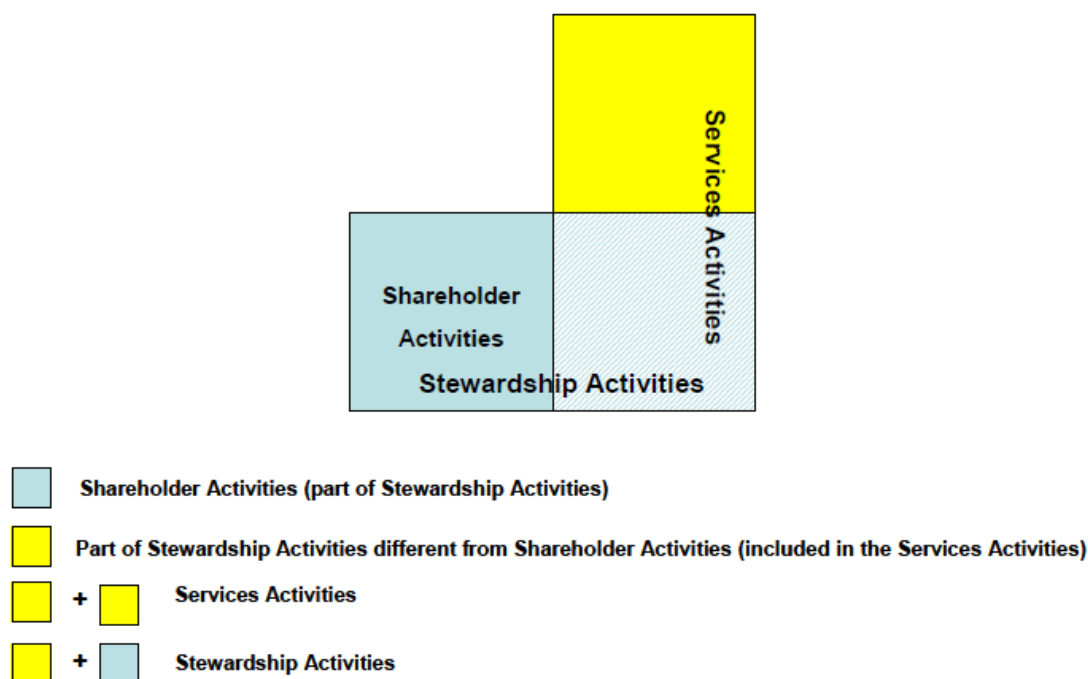 Services Activities
Shareholder
Activities
Stewardship Activities
Shareholder Activities (part of Stewardship Activities)
Part of Stewardship Activities different from Shareholder Activities (included in the Services Activities)
+ Services Activities
+ Stewardship Activities